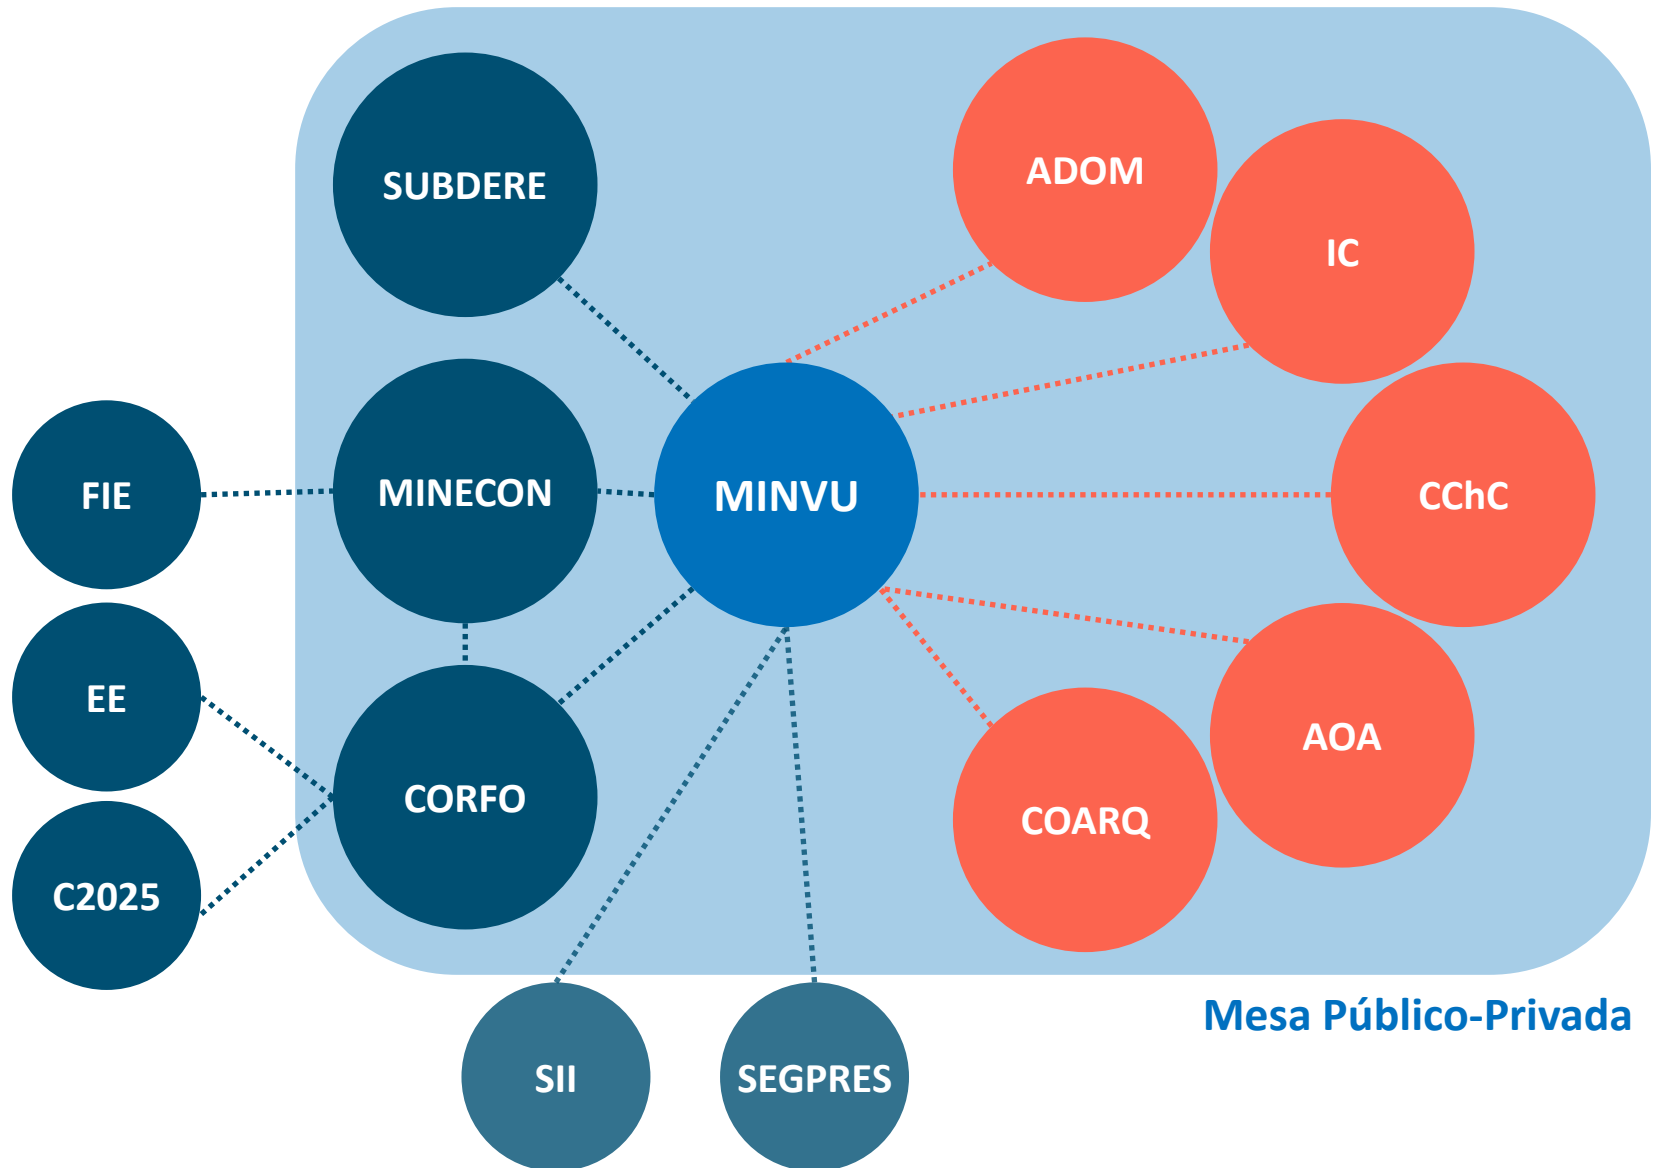 SUBDERE
ADOM
IC
FIE
MINECON
MINVU
CChC
EE
CORFO
AOA
COARQ
C2025
Mesa Público-Privada
SII
SEGPRES